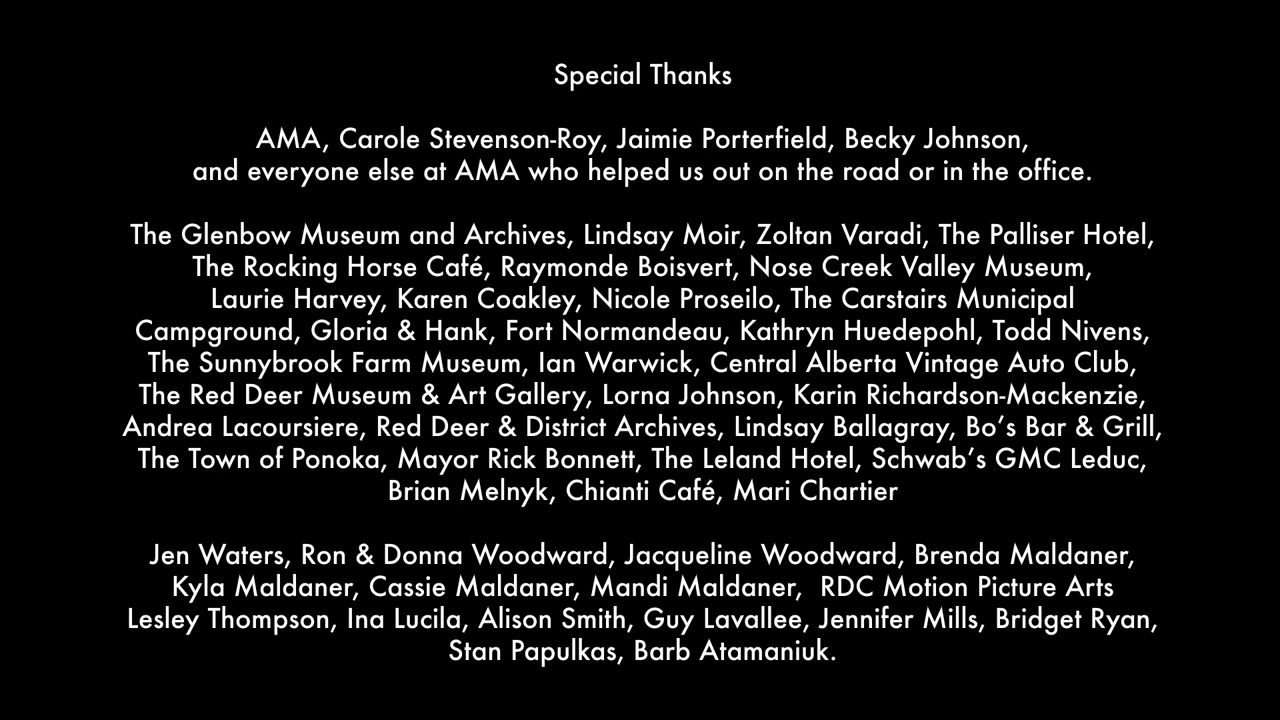 Special Thanks
AMA, Carole Stevenson-Roy, Jaimie Porterfield, Becky Johnson,
and everyone else at AMA who helped us out on the road or in the office.
The Glenbow Museum and Archives, Lindsay Moir, Zoltan Varadi, The Palliser Hotel,
The Rocking Horse Café, Raymonde Boisvert, Nose Creek Valley Museum,
Laurie Harvey, Karen Coakley, Nicole Proseilo, The Carstairs Municipal
Campground, Gloria & Hank, Fort Normandeau, Kathryn Huedepohl, Todd Nivens,
The Sunnybrook Farm Museum, Ian Warwick, Central Alberta Vintage Auto Club,
The Red Deer Museum & Art Gallery, Lorna Johnson, Karin Richardson-Mackenzie,
Andrea Lacoursiere, Red Deer & District Archives, Lindsay Ballagray, Bo's Bar & Grill,
The Town of Ponoka, Mayor Rick Bonnett, The Leland Hotel, Schwab's GMC Leduc,
Brian Melnyk, Chianti Café, Mari Chartier
Jen Waters, Ron & Donna Woodward, Jacqueline Woodward, Brenda Maldaner,
Kyla Maldaner, Cassie Maldaner, Mandi Maldaner,  RDC Motion Picture Arts
Lesley Thompson, Ina Lucila, Alison Smith, Guy Lavallee, Jennifer Mills, Bridget Ryan,
Stan Papulkas, Barb Atamaniuk.